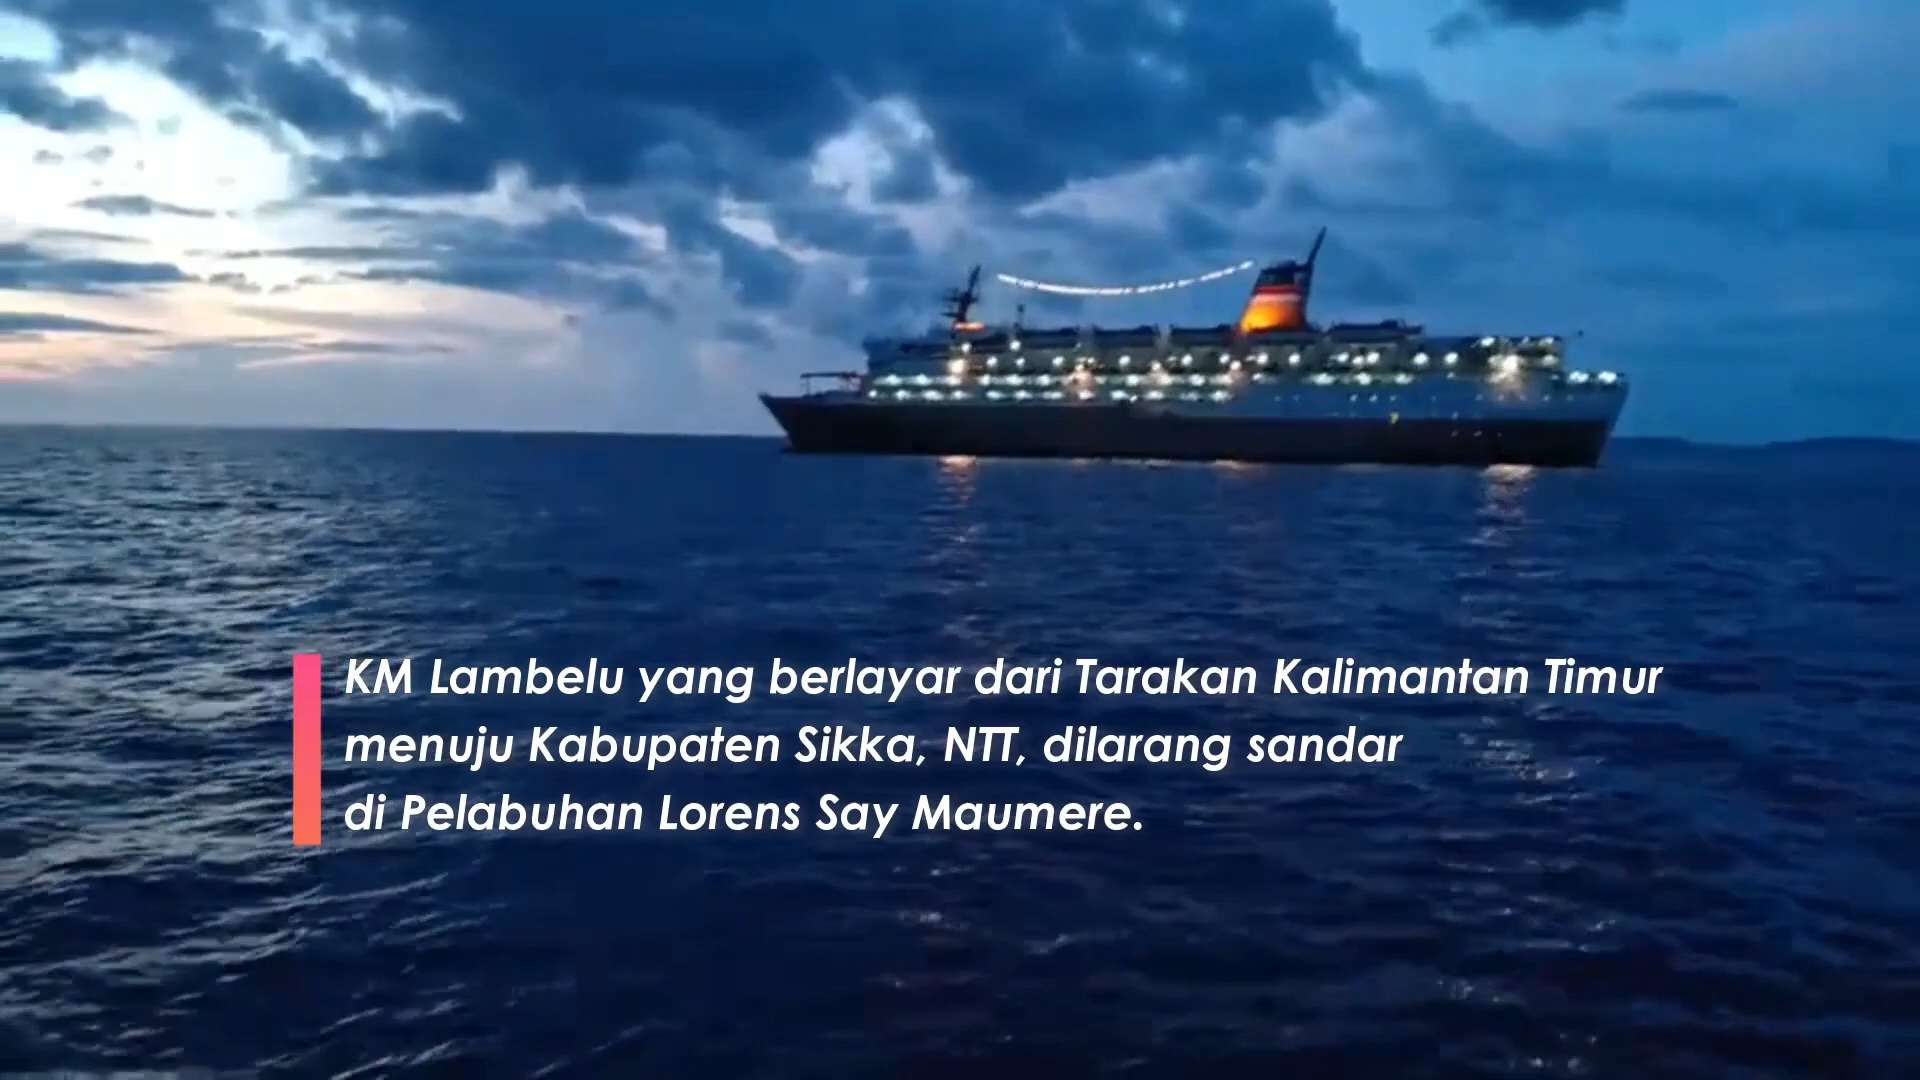 KM Lambelu yang berlayar dari Tarakan Kalimantan Timur
menuju Kabupaten Sikka, NTT, dilarang sandar
di Pelabuhan Lorens Say Maumere.